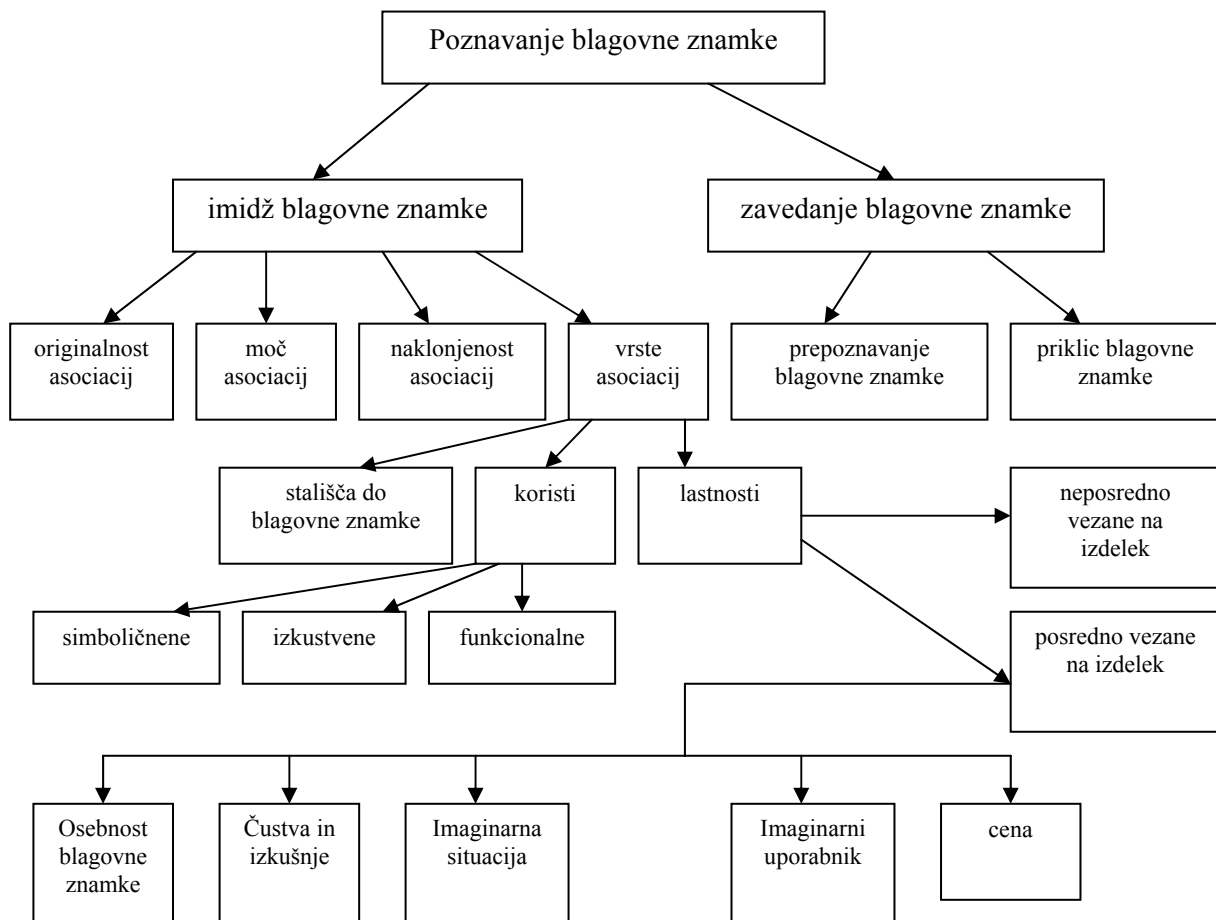 Poznavanje blagovne znamke
imidž blagovne znamke
zavedanje blagovne znamke
originalnost
asociacij
moč
asociacij
naklonjenost
asociacij
vrste
asociacij
prepoznavanje
blagovne znamke
priklic blagovne
znamke
stališča do
blagovne znamke
koristi
lastnosti
neposredno
vezane na
izdelek
simboličnene
izkustvene
funkcionalne
posredno vezane
na izdelek
Osebnost
blagovne
znamke
Čustva in
izkušnje
Imaginarna
situacija
Imaginarni
uporabnik
cena